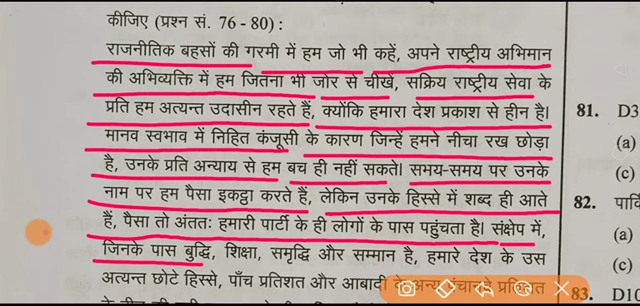 कीजिए (प्रश्न सं. 76 - 80) :
राजनीतिक बहसों की गरमी में हम जो भी कहें, अपने राष्ट्रीय अभिमान
की अभिव्यक्ति में हम जितना भी जोर से चीखें, सक्रिय राष्ट्रीय सेवा के
प्रति हम अत्यन्त उदासीन रहते हैं, क्योंकि हमारा देश प्रकाश से हीन है।
मानव स्वभाव में निहित कंजूसी के कारण जिन्हें हमने नीचा रख छोड़ा
है, उनके प्रति अन्याय से हम बच ही नहीं सकते। समय-समय पर उनके
नाम पर हम पैसा इकट्ठा करते हैं, लेकिन उनके हिस्से में शब्द ही आते
हैं, पैसा तो अंततः हमारी पार्टी के ही लोगों के पास पहुंचता है। संक्षेप में,
जिनके पास बुद्धि, शिक्षा, समृद्धि और सम्मान है, हमारे देश के उस
अत्यन्त छोटे हिस्से, पाँच प्रतिशत और आबादी के अन्य
81. D3
(a)
(c)
82. पार्वि
(a)
(c)
83. D10